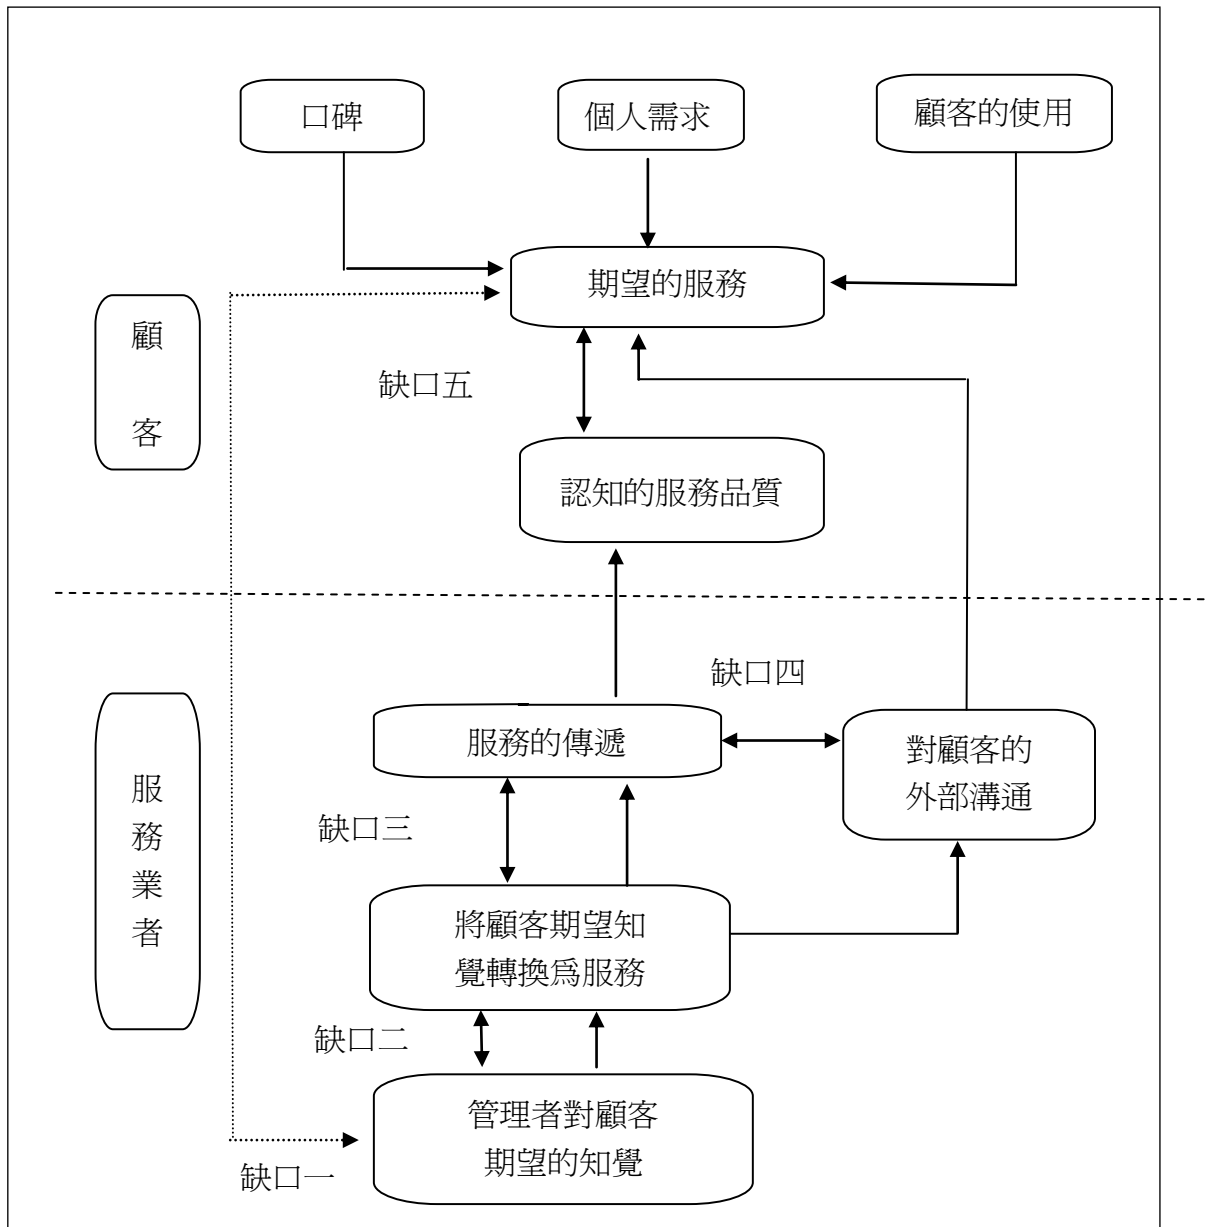 口碑
個人需求
顧客的使用
期望的服務
顧
客
缺口五
認知的服務品質
缺口四
服務的傳遞
對顧客的
外部溝通
服
務
業
者
缺口三
將顧客期望知
覺轉換為服務
缺口二
管理者對顧客
期望的知覺
缺口一